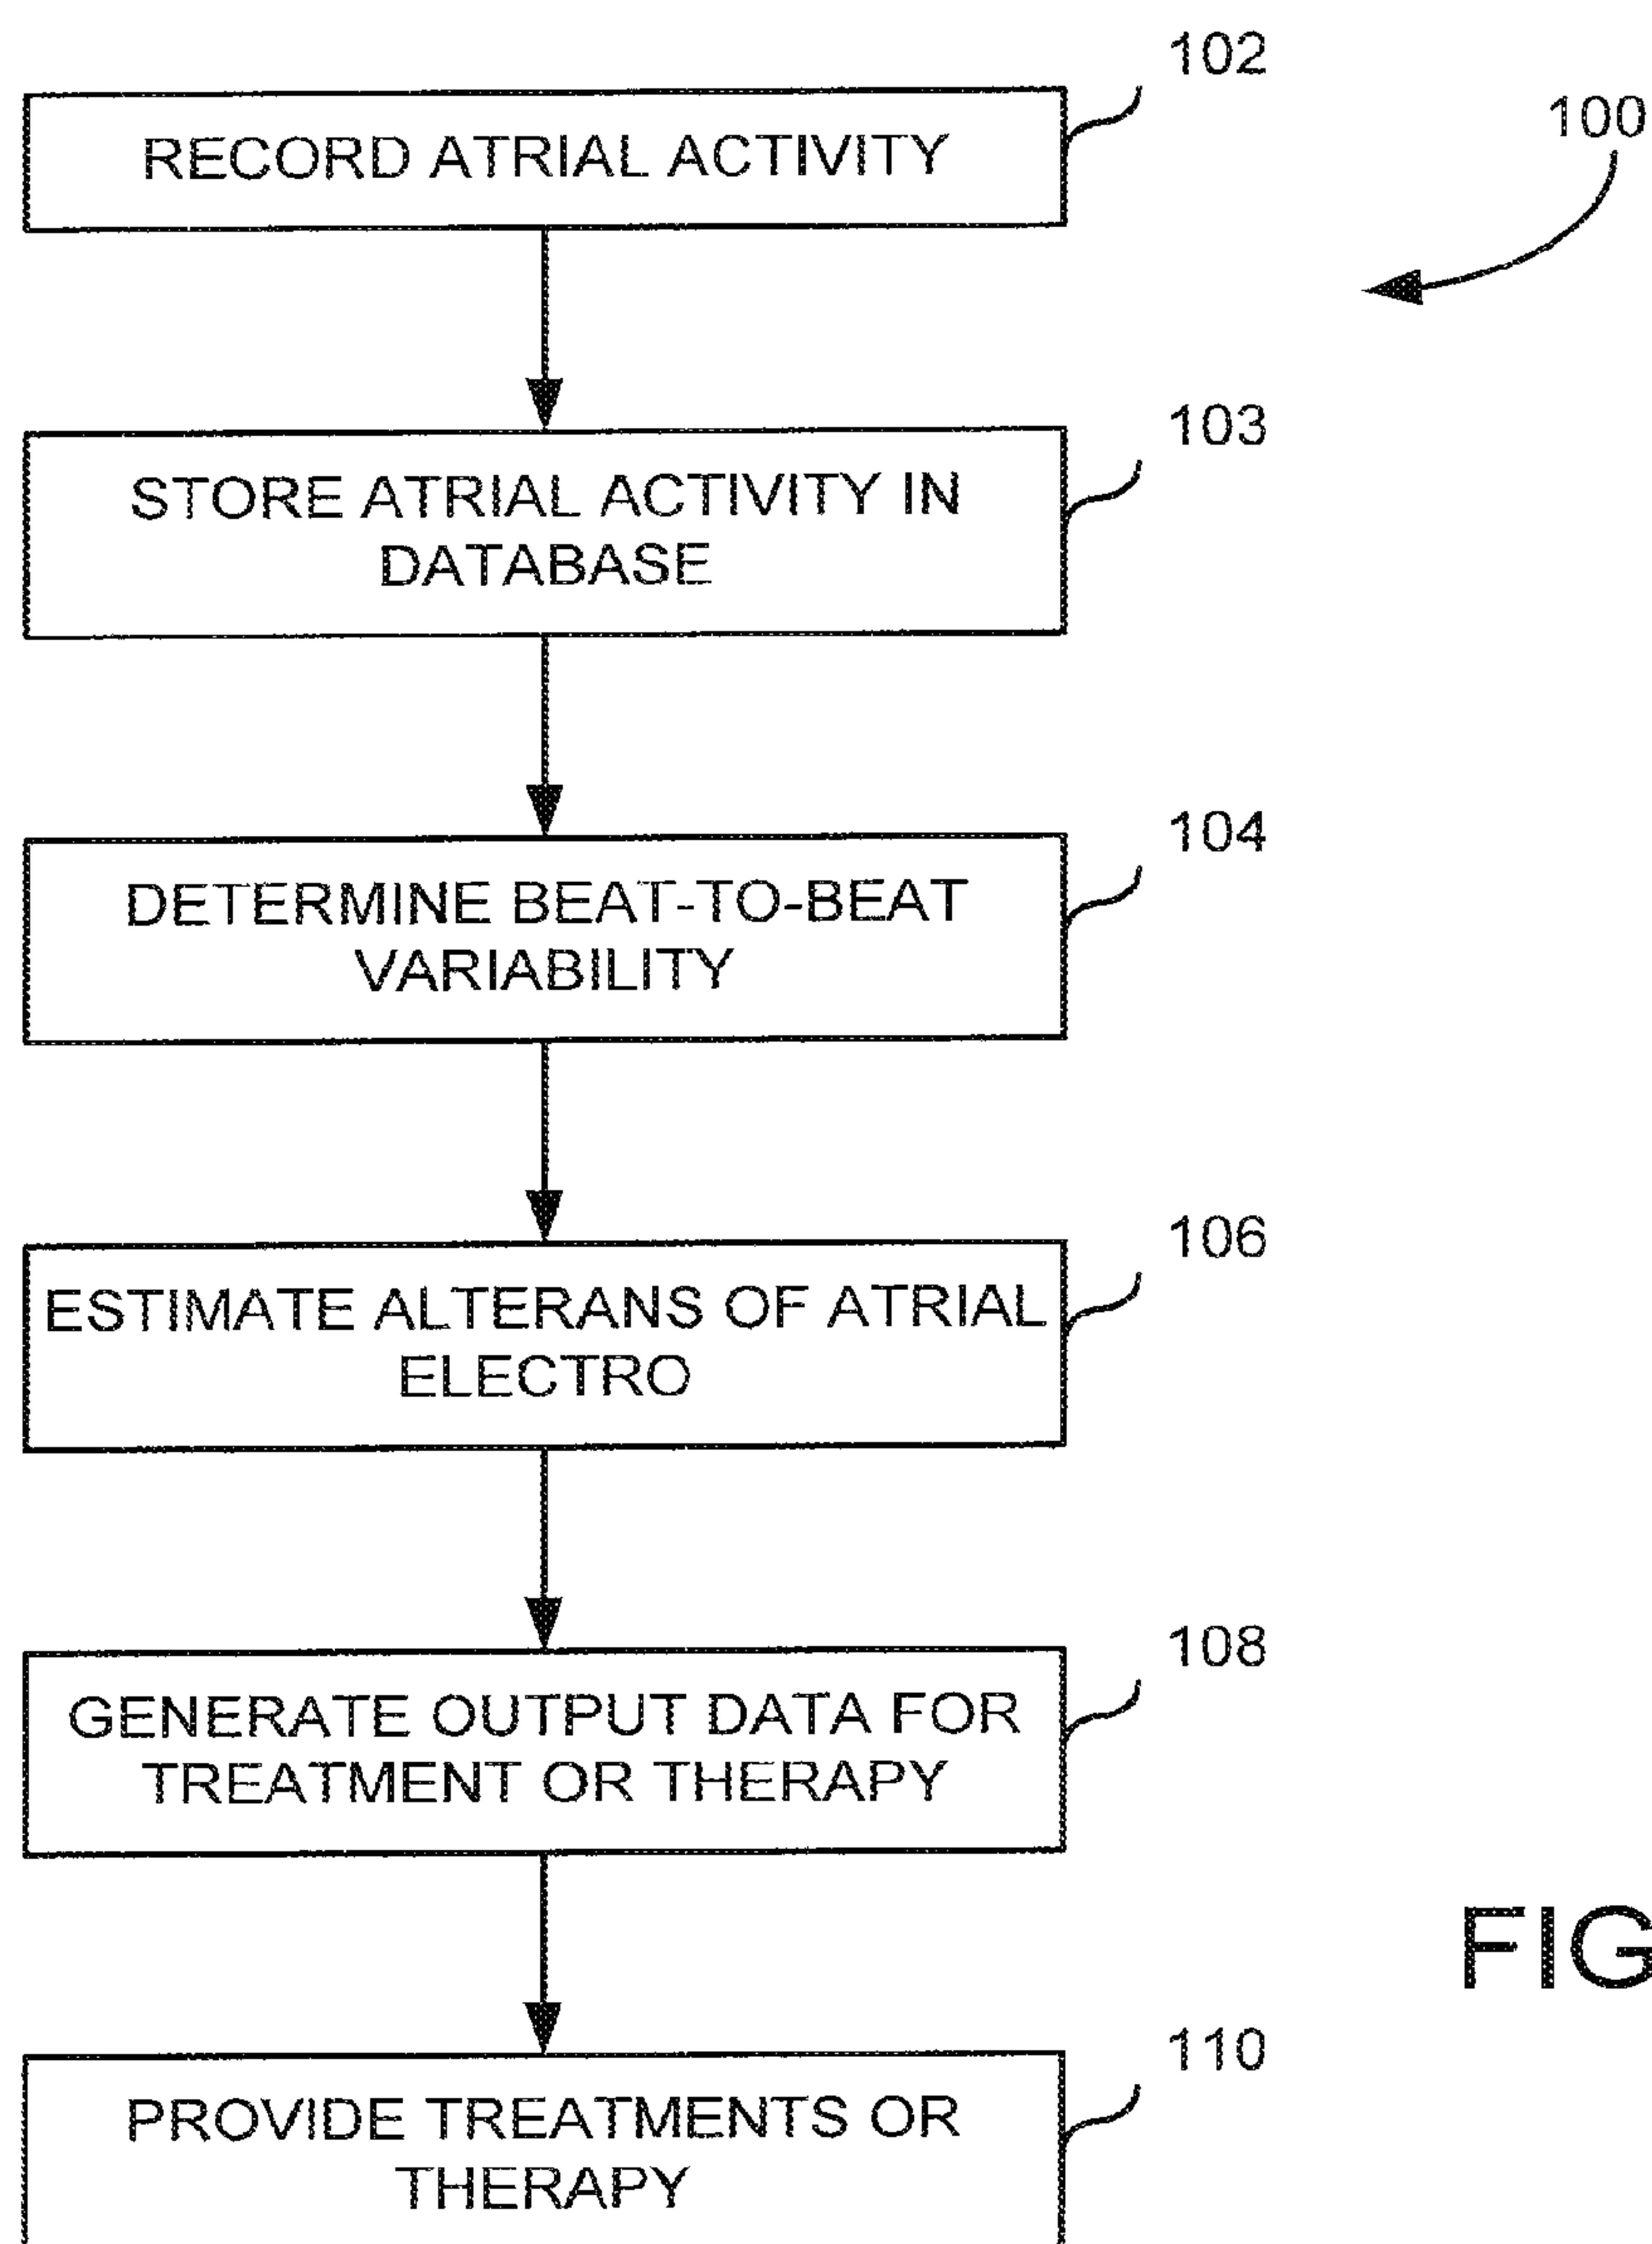 102
100
RECORD ATRIAL ACTIVITY
103
STORE ATRIAL ACTIVITY IN
DATABASE
104
DETERMINE BEAT-TO-BEAT
VARIABILITY
106
ESTIMATE ALTERANS OF ATRIAL
ELECTRO
108
GENERATE OUTPUT DATA FOR
TREATMENT OR THERAPY
FIG
110
PROVIDE TREATMENTS OR
THERAPY